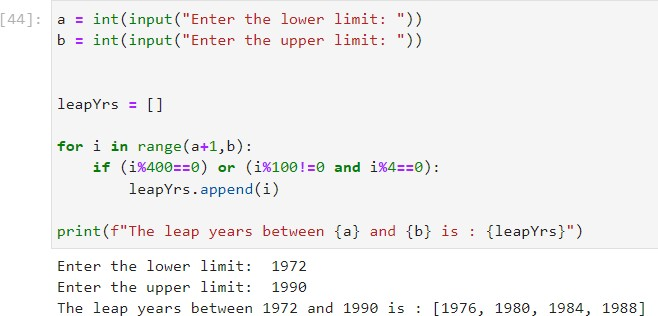 [44]: a = int(input("Enter the lower limit: "))
b = int(input("Enter the upper limit: "))
leapYrs = []
for i in range(a+1,b):
    if (i%400==0) or (i%100!=0 and i%4==0):
        leapYrs.append(i)
print(f"The leap years between {a} and {b} is : {leapYrs}")
Enter the lower limit:  1972
Enter the upper limit:  1990
The leap years between 1972 and 1990 is : [1976, 1980, 1984, 1988]